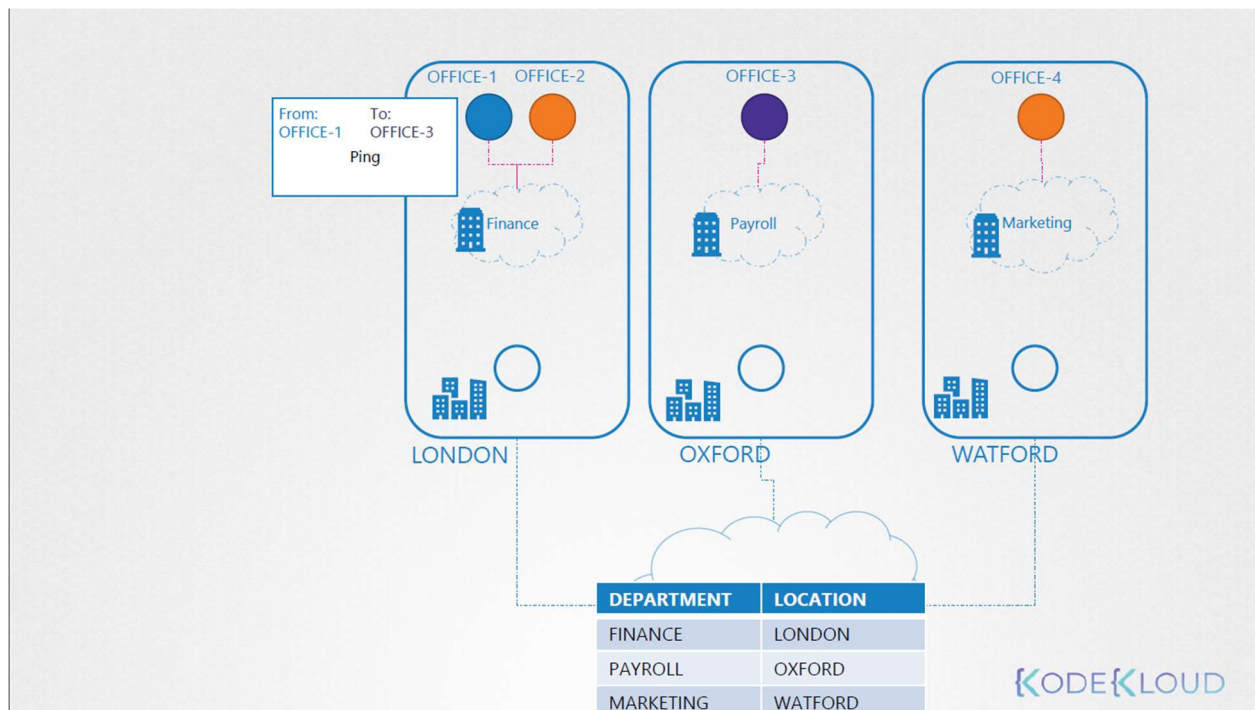 OFFICE-1 OFFICE-2
OFFICE-3
OFFICE-4
From: To:
OFFICE-1 OFFICE-3
Ping
Finance
Payroll
Marketing
LONDON
OXFORD
WATFORD
DEPARTMENT LOCATION
FINANCE LONDON
PAYROLL OXFORD
MARKETING WATFORD
KODEKLOUD